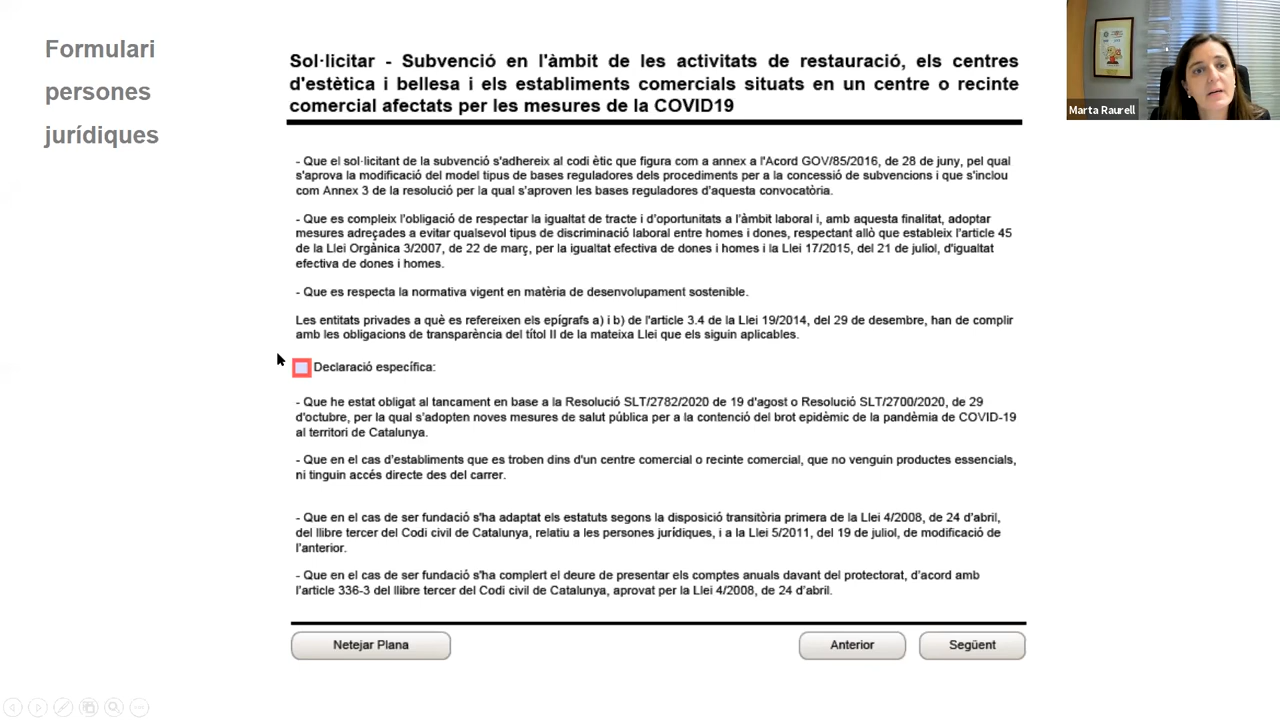 Formulari
persones
jurídiques
Sol·licitar - Subvenció en l'àmbit de les activitats de restauració, els centres
d'estètica i bellesa i els establiments comercials situats en un centre o recinte
comercial afectats per les mesures de la COVID19
Marta Raurell
- Que el sol·licitant de la subvenció s'adhereix al codi ètic que figura com a annex a l'Acord GOV/85/2016, de 28 de juny, pel qual
s'aprova la modificació del model tipus de bases reguladores dels procediments per a la concessió de subvencions i que s'inclou
com Annex 3 de la resolució per la qual s'aproven les bases reguladores d'aquesta convocatòria.
- Que es compleix l'obligació de respectar la igualtat de tracte i d'oportunitats a l'àmbit laboral i, amb aquesta finalitat, adoptar
mesures adreçades a evitar qualsevol tipus de discriminació laboral entre homes i dones, respectant allò que estableix l'article 45
de la Llei Orgànica 3/2007, de 22 de març, per la igualtat efectiva de dones i homes i la Llei 17/2015, del 21 de juliol, d'igualtat
efectiva de dones i homes.
- Que es respecta la normativa vigent en matèria de desenvolupament sostenible.
Les entitats privades a què es refereixen els epígrafs a) i b) de l'article 3.4 de la Llei 19/2014, del 29 de desembre, han de complir
amb les obligacions de transparència del títol II de la mateixa Llei que els siguin aplicables.
Declaració específica:
- Que he estat obligat al tancament en base a la Resolució SLT/2782/2020 de 19 d'agost o Resolució SLT/2700/2020, de 29
d'octubre, per la qual s'adopten noves mesures de salut pública per a la contenció del brot epidèmic de la pandèmia de COVID-19
al territori de Catalunya.
- Que en el cas d'establiments que es troben dins d'un centre comercial o recinte comercial, que no venguin productes essencials,
ni tinguin accés directe des del carrer.
- Que en el cas de ser fundació s'ha adaptat els estatuts segons la disposició transitòria primera de la Llei 4/2008, de 24 d'abril,
del llibre tercer del Codi civil de Catalunya, relatiu a les persones jurídiques, i a la Llei 5/2011, del 19 de juliol, de modificació de
l'anterior.
- Que en el cas de ser fundació s'ha complert el deure de presentar els comptes anuals davant del protectorat, d'acord amb
l'article 336-3 del llibre tercer del Codi civil de Catalunya, aprovat per la Llei 4/2008, de 24 d'abril.
Netejar Plana
Anterior
Següent